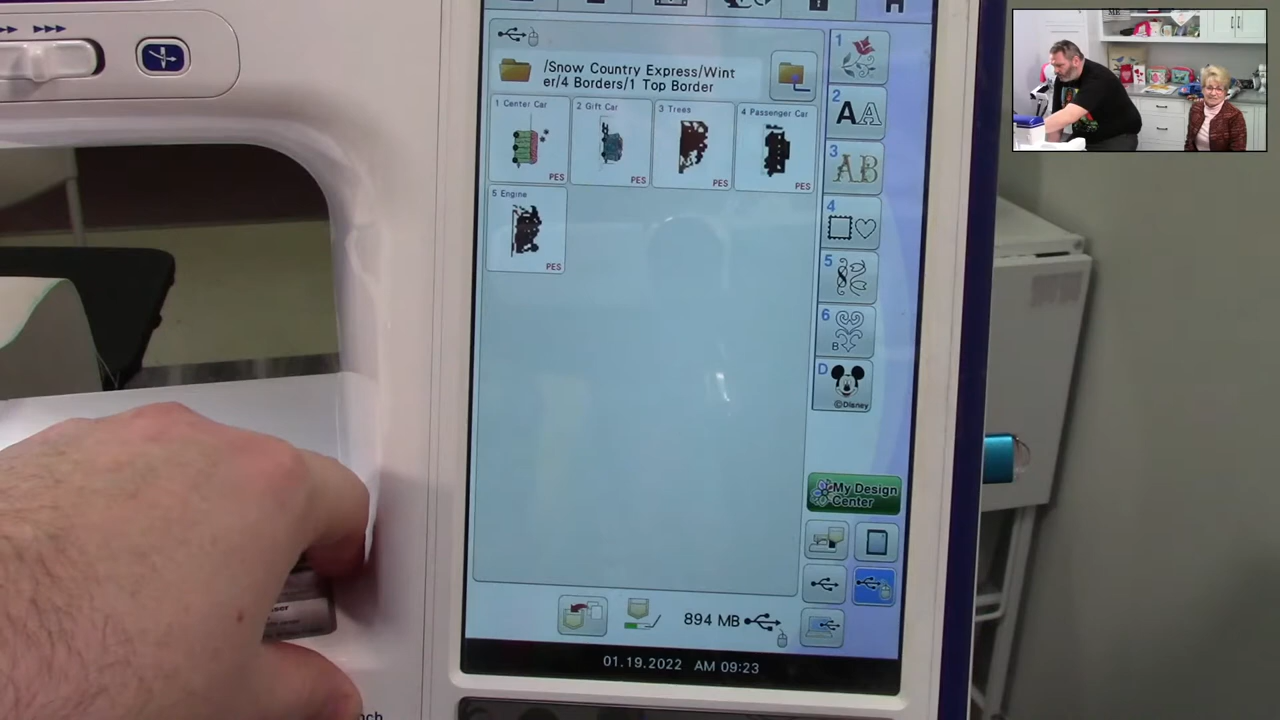 /Snow Country Express/Wint
er/4 Borders/1 Top Border
1 Center Car
PES
2 Gift Car
PES
3 Trees
PES
4 Passenger Car
PES
5 Engine
PES
1
2
AA
3
AB
4
5
6
B
D
©Disney
My Design
Center
894 MB
01.19.2022 AM 09:23